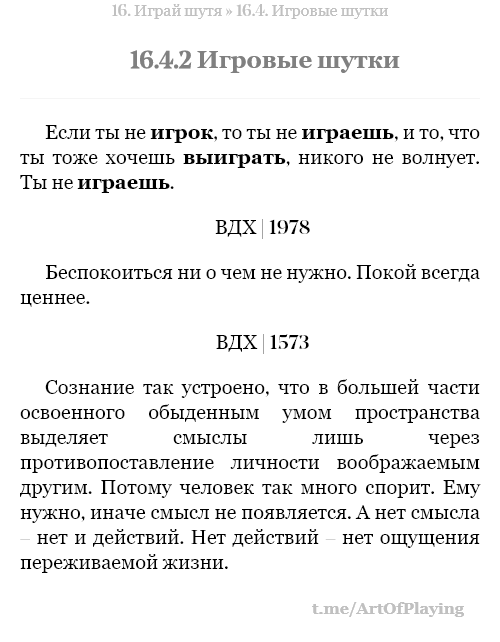 16. Играй шутя » 16.4. Игровые шутки
16.4.2 Игровые шутки
Если ты не игрок, то ты не играешь, и то, что
ты тоже хочешь выиграть, никого не волнует.
Ты не играешь.
ВДХ | 1978
Беспокоиться ни о чем не нужно. Покой всегда
ценнее.
ВДХ | 1573
Сознание так устроено, что в большей части
освоенного обыденным умом пространства
выделяет смыслы лишь через
противопоставление личности воображаемым
другим. Потому человек так много спорит. Ему
нужно, иначе смысл не появляется. А нет смысла
– нет и действий. Нет действий – нет ощущения
переживаемой жизни.
t.me/ArtOfPlaying